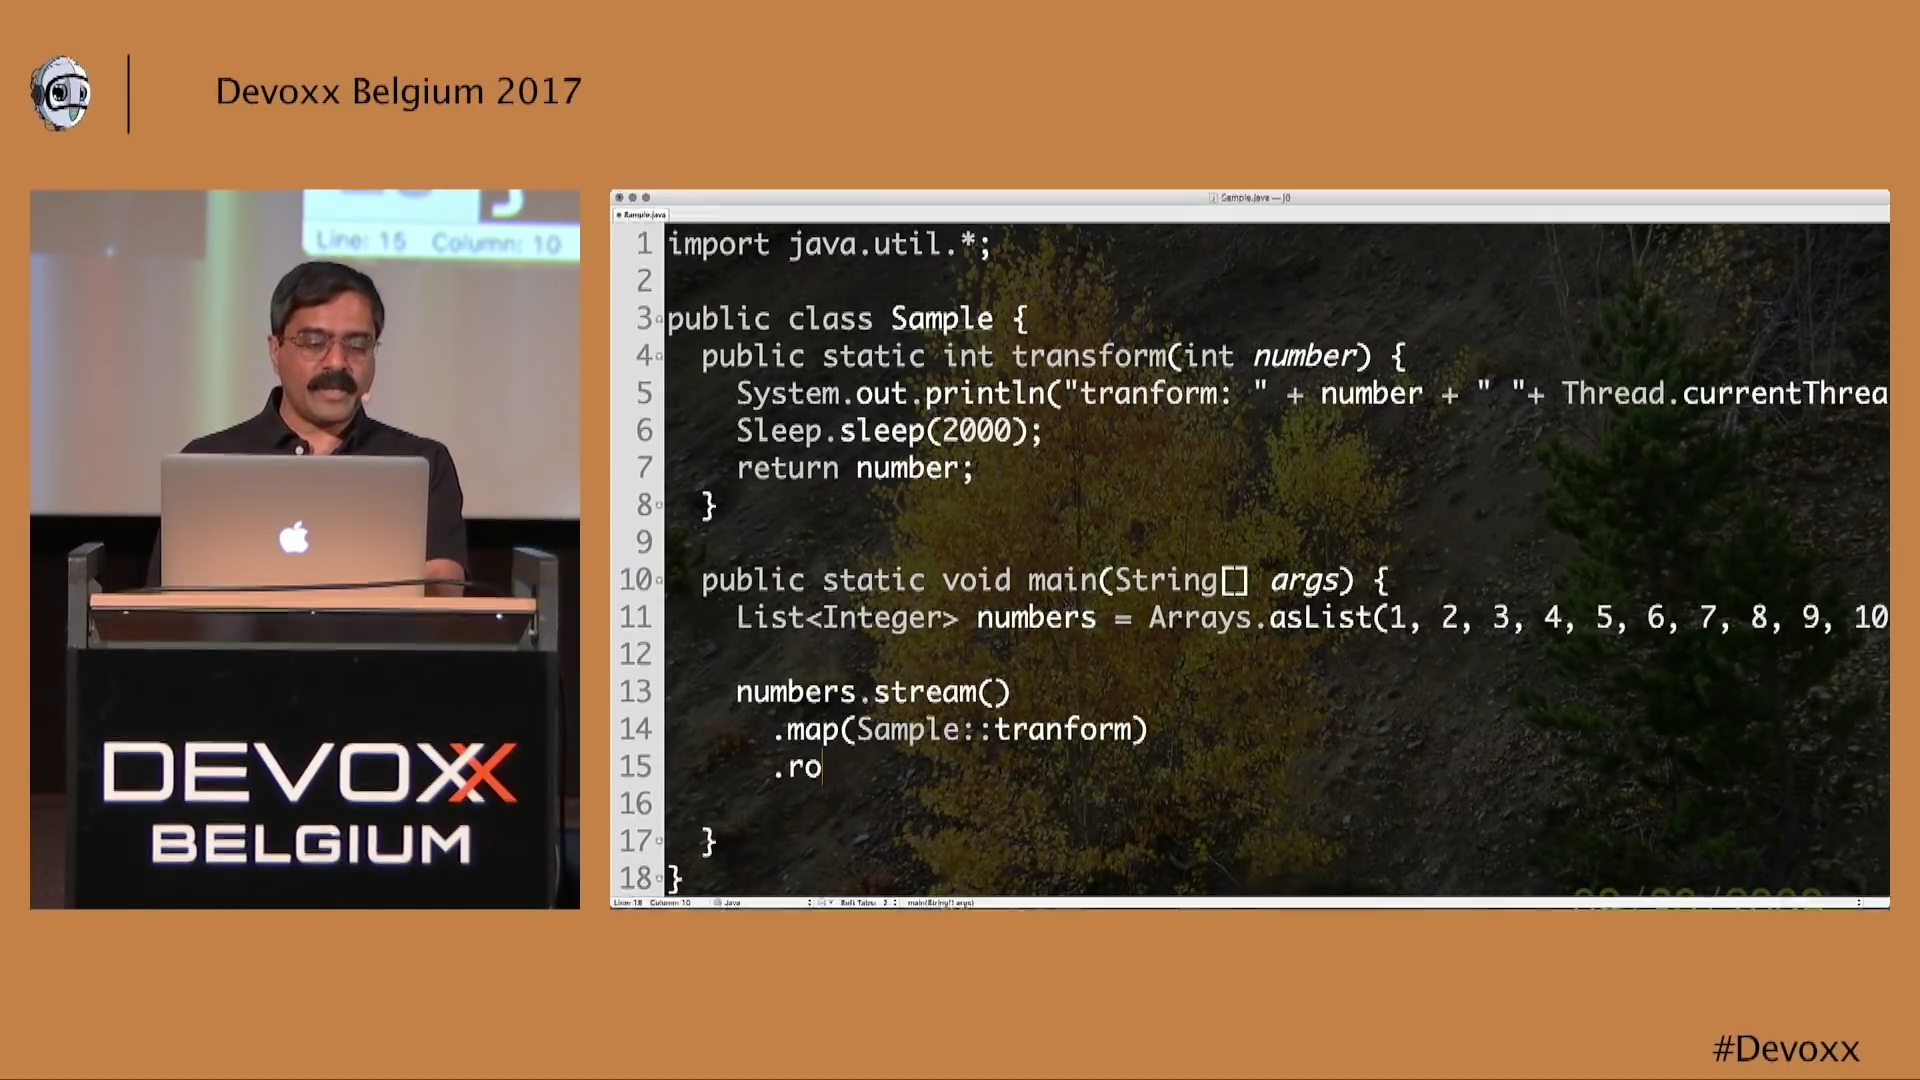 Devoxx Belgium 2017
Line: 15 Column: 10
DEVOXX
BELGIUM
Sample.java — j0
Sample.java
1 import java.util.*;
2
3 public class Sample {
4 public static int transform(int number) {
5 System.out.println("tranform: " + number + " "+ Thread.currentThrea
6 Sleep.sleep(2000);
7 return number;
8 }
9
10 public static void main(String[] args) {
11 List<Integer> numbers = Arrays.asList(1, 2, 3, 4, 5, 6, 7, 8, 9, 10
12
13 numbers.stream()
14 .map(Sample::tranform)
15 .ro
16
17 }
18 }
Column: 10 Java Soft Tabs: 2 main(String[] args)
#Devoxx